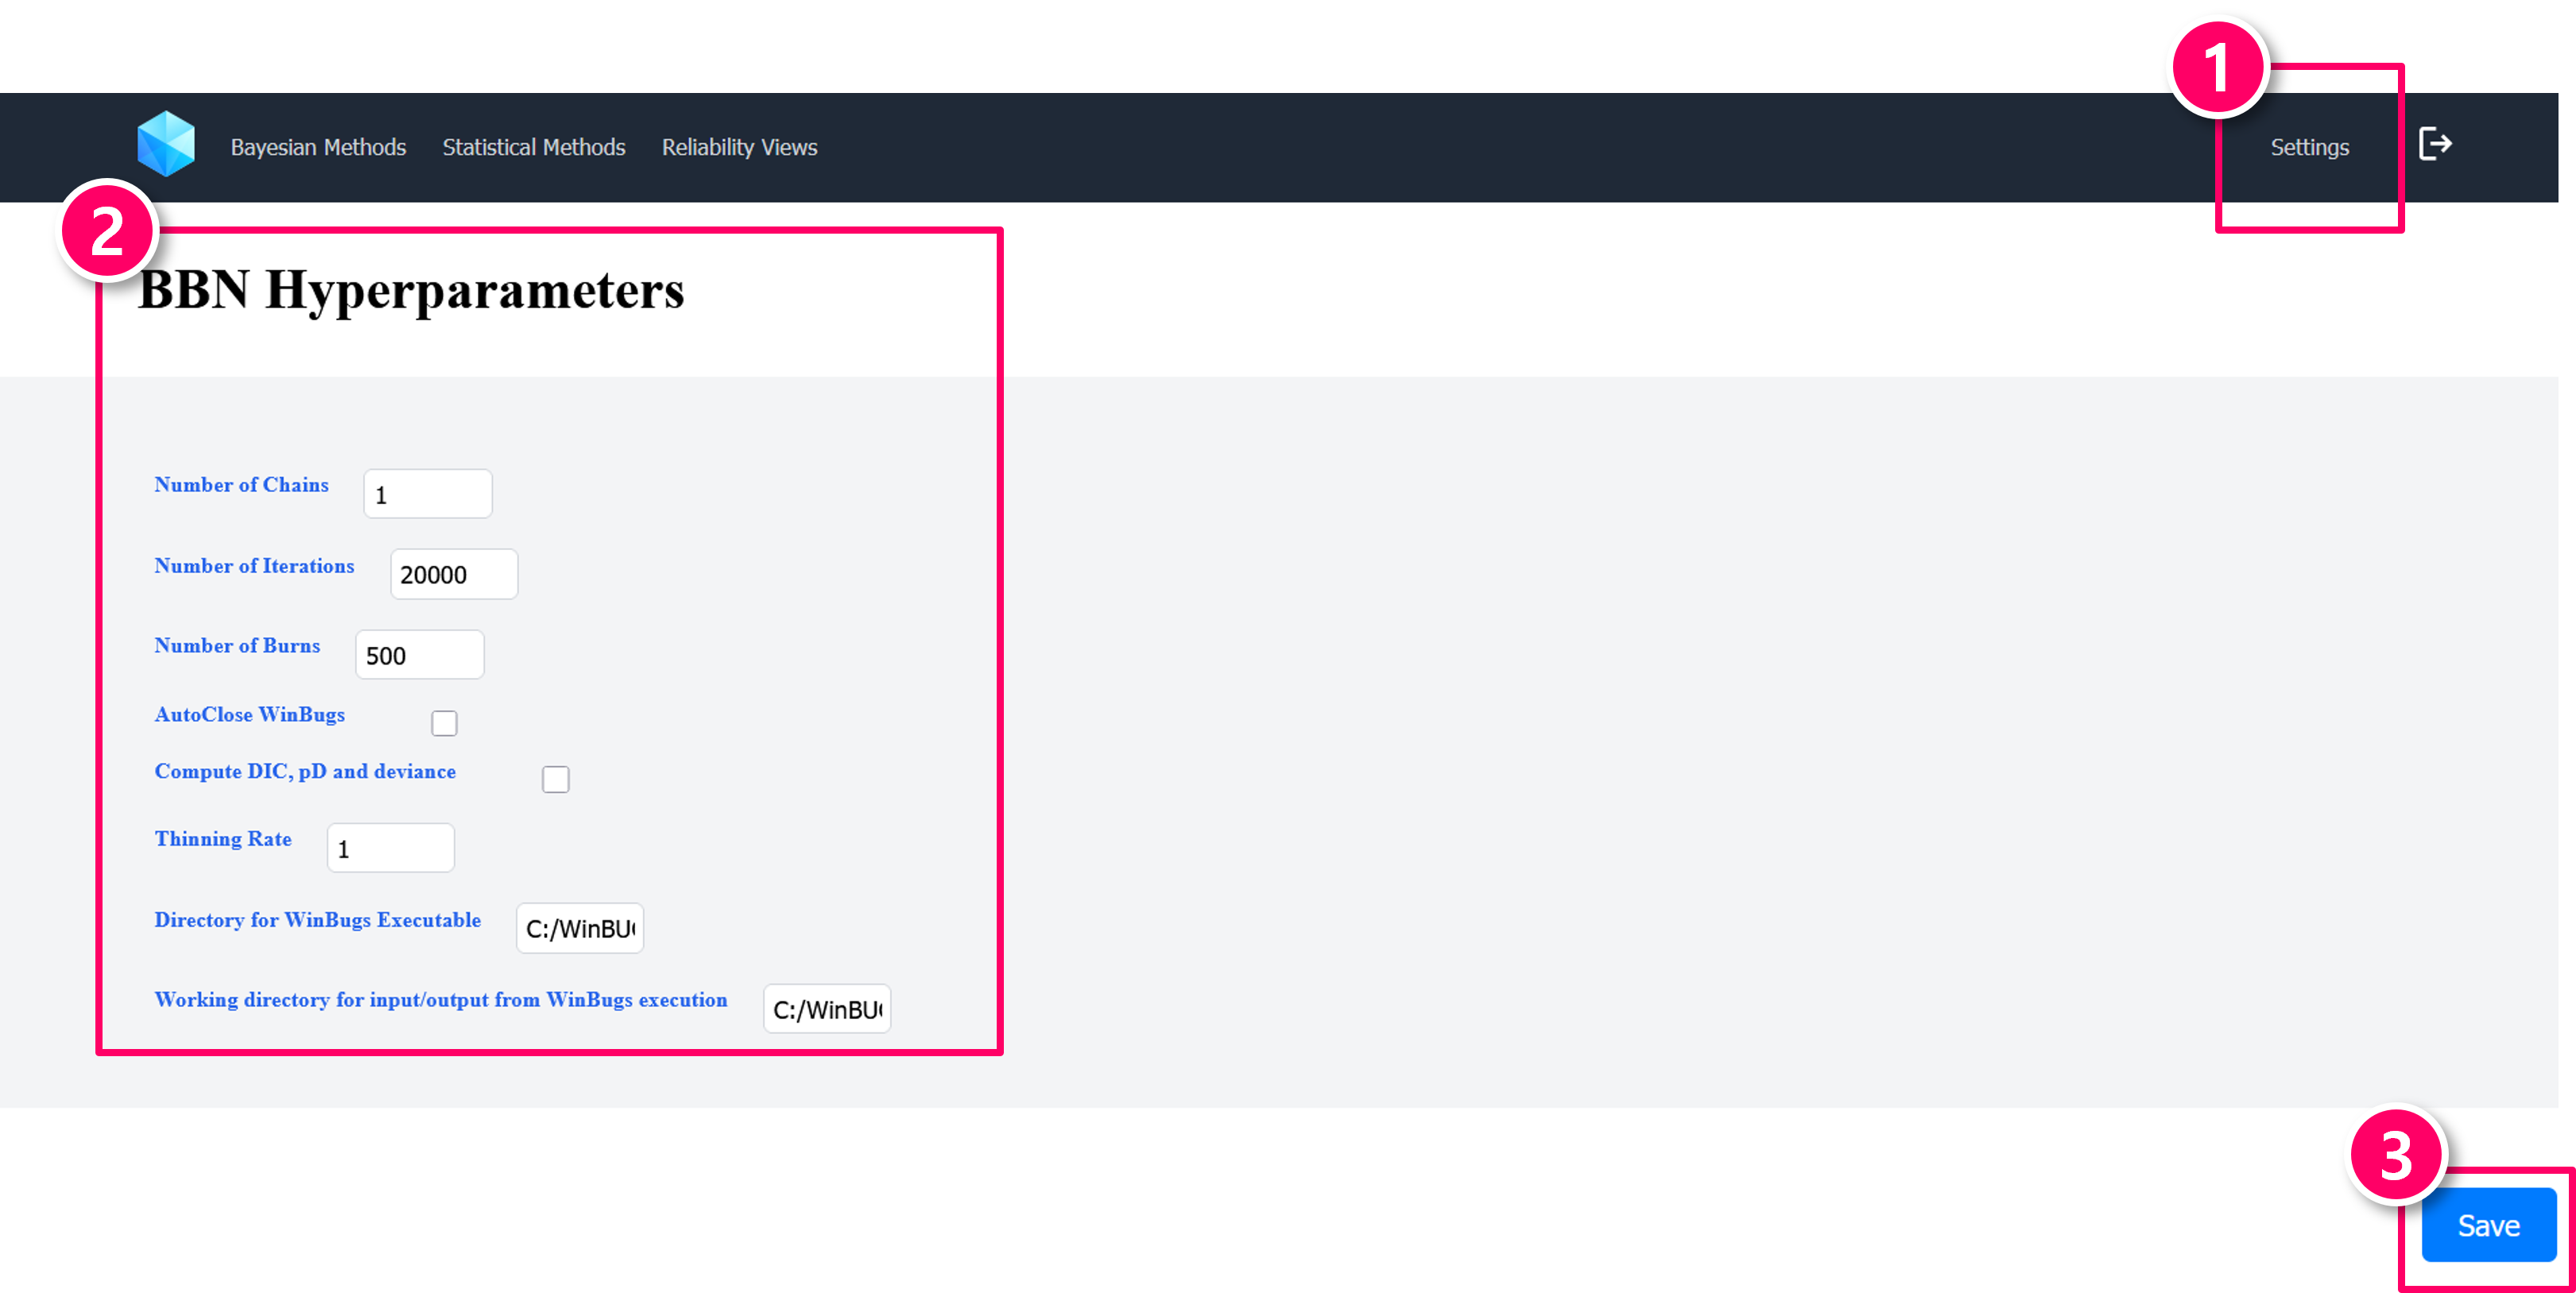 1
Bayesian Methods Statistical Methods Reliability Views Settings
2
BBN Hyperparameters
Number of Chains 1
Number of Iterations 20000
Number of Burns 500
AutoClose WinBugs
Compute DIC, pD and deviance
Thinning Rate 1
Directory for WinBugs Executable C:/WinBU
Working directory for input/output from WinBugs execution C:/WinBU
3
Save